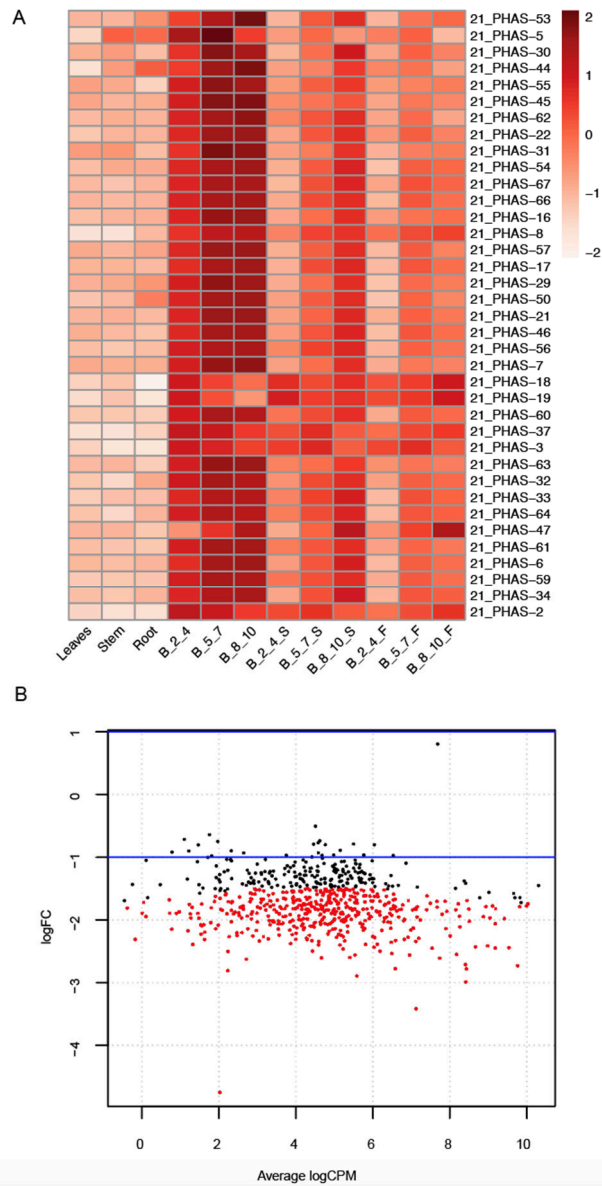 A
21_PHAS-53
21_PHAS-5
21_PHAS-30
21_PHAS-44
21_PHAS-55
21_PHAS-45
21_PHAS-62
21_PHAS-22
21_PHAS-31
21_PHAS-54
21_PHAS-67
21_PHAS-66
21_PHAS-16
21_PHAS-8
21_PHAS-57
21_PHAS-17
21_PHAS-29
21_PHAS-50
21_PHAS-21
21_PHAS-46
21_PHAS-56
21_PHAS-7
21_PHAS-18
21_PHAS-19
21_PHAS-60
21_PHAS-37
21_PHAS-3
21_PHAS-63
21_PHAS-32
21_PHAS-33
21_PHAS-64
21_PHAS-47
21_PHAS-61
21_PHAS-6
21_PHAS-59
21_PHAS-34
21_PHAS-2
2
1
0
-1
-2
Leaves
Stem
Root
B_2_4
B_5_7
B_8_10
B_2_4_S
B_5_7_S
B_8_10_S
B_2_4_F
B_5_7_F
B_8_10_F
B
logFC
1
0
-1
-2
-3
-4
0 2 4 6 8 10
Average logCPM